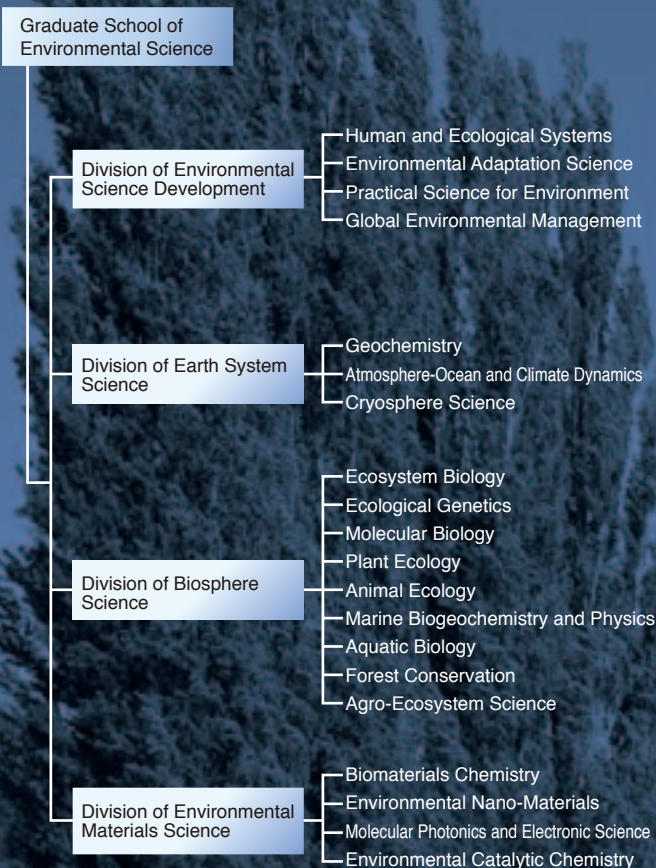 Graduate School of
Environmental Science
Division of Environmental
Science Development
Human and Ecological Systems
Environmental Adaptation Science
Practical Science for Environment
Global Environmental Management
Division of Earth System
Science
Geochemistry
Atmosphere-Ocean and Climate Dynamics
Cryosphere Science
Division of Biosphere
Science
Ecosystem Biology
Ecological Genetics
Molecular Biology
Plant Ecology
Animal Ecology
Marine Biogeochemistry and Physics
Aquatic Biology
Forest Conservation
Agro-Ecosystem Science
Division of Environmental
Materials Science
Biomaterials Chemistry
Environmental Nano-Materials
Molecular Photonics and Electronic Science
Environmental Catalytic Chemistry